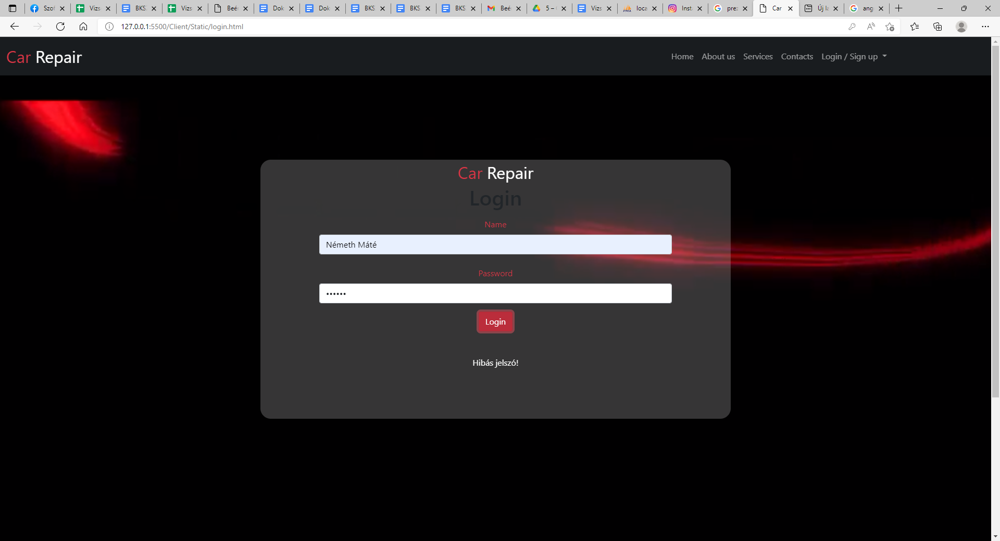 Szof
Vizs
BKS
Vizs
Beé
Dok
Dok
BKS
BKS
BKS
Beé
5 –
Vizs
loca
Inst
prez
Car
Új l
ang
127.0.0.1:5500/Client/Static/login.html
Car Repair
Home
About us
Services
Contacts
Login / Sign up
Car Repair
Login
Name
Németh Máté
Password
••••••
Login
Hibás jelszó!